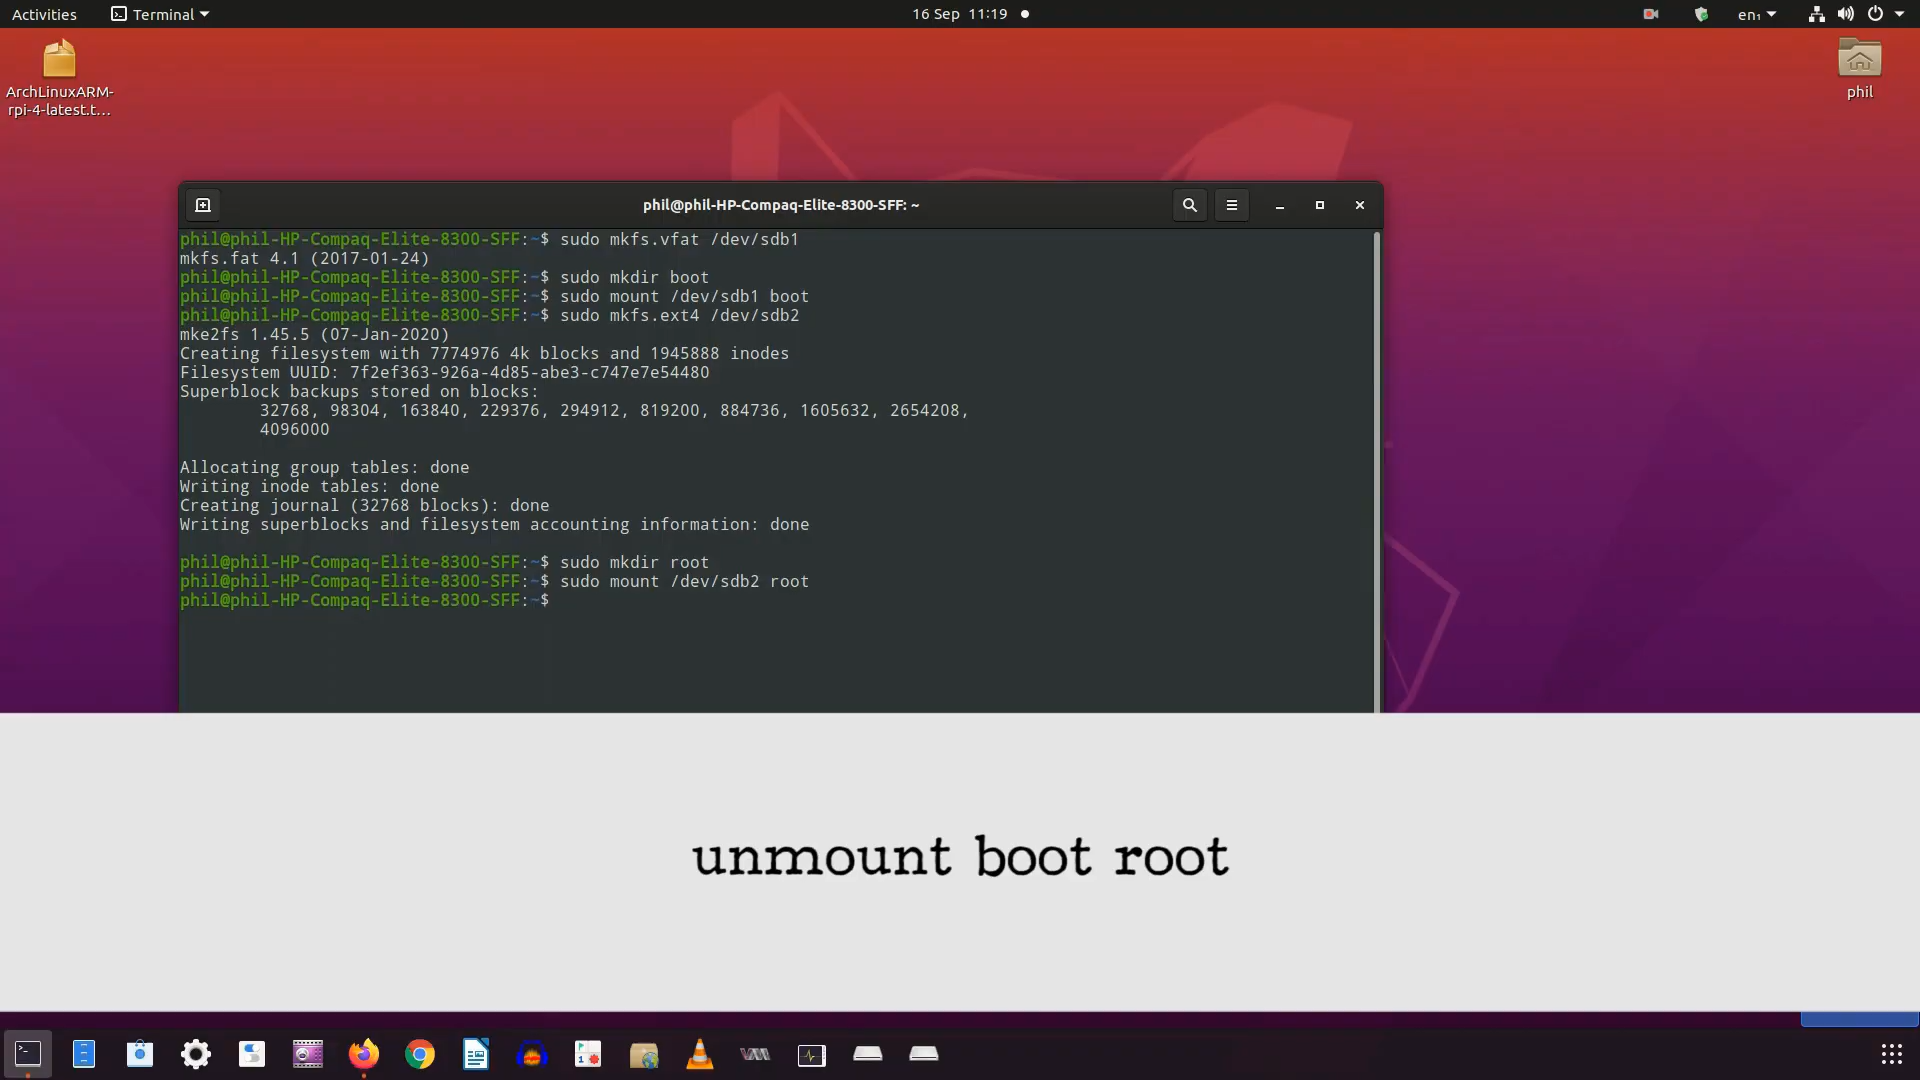 Activities
Terminal
16 Sep 11:19
en₁
ArchLinuxARM-
rpi-4-latest.t...
phil
phil@phil-HP-Compaq-Elite-8300-SFF: ~
phil@phil-HP-Compaq-Elite-8300-SFF:~$ sudo mkfs.vfat /dev/sdb1
mkfs.fat 4.1 (2017-01-24)
phil@phil-HP-Compaq-Elite-8300-SFF:~$ sudo mkdir boot
phil@phil-HP-Compaq-Elite-8300-SFF:~$ sudo mount /dev/sdb1 boot
phil@phil-HP-Compaq-Elite-8300-SFF:~$ sudo mkfs.ext4 /dev/sdb2
mke2fs 1.45.5 (07-Jan-2020)
Creating filesystem with 7774976 4k blocks and 1945888 inodes
Filesystem UUID: 7f2ef363-926a-4d85-abe3-c747e7e54480
Superblock backups stored on blocks:
32768, 98304, 163840, 229376, 294912, 819200, 884736, 1605632, 2654208,
4096000
Allocating group tables: done
Writing inode tables: done
Creating journal (32768 blocks): done
Writing superblocks and filesystem accounting information: done
phil@phil-HP-Compaq-Elite-8300-SFF:~$ sudo mkdir root
phil@phil-HP-Compaq-Elite-8300-SFF:~$ sudo mount /dev/sdb2 root
phil@phil-HP-Compaq-Elite-8300-SFF:~$
unmount boot root